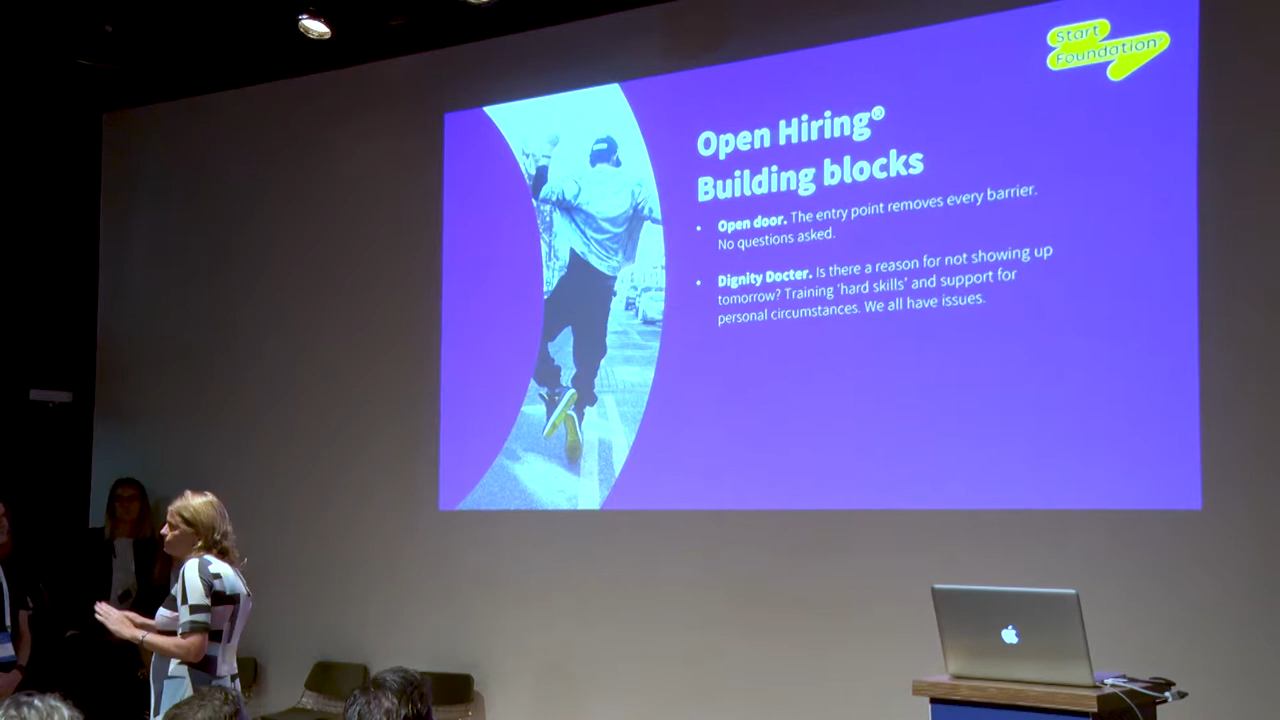 Start
Foundation
Open Hiring®
Building blocks
• Open door. The entry point removes every barrier.
No questions asked.
• Dignity Docter. Is there a reason for not showing up
tomorrow? Training 'hard skills' and support for
personal circumstances. We all have issues.